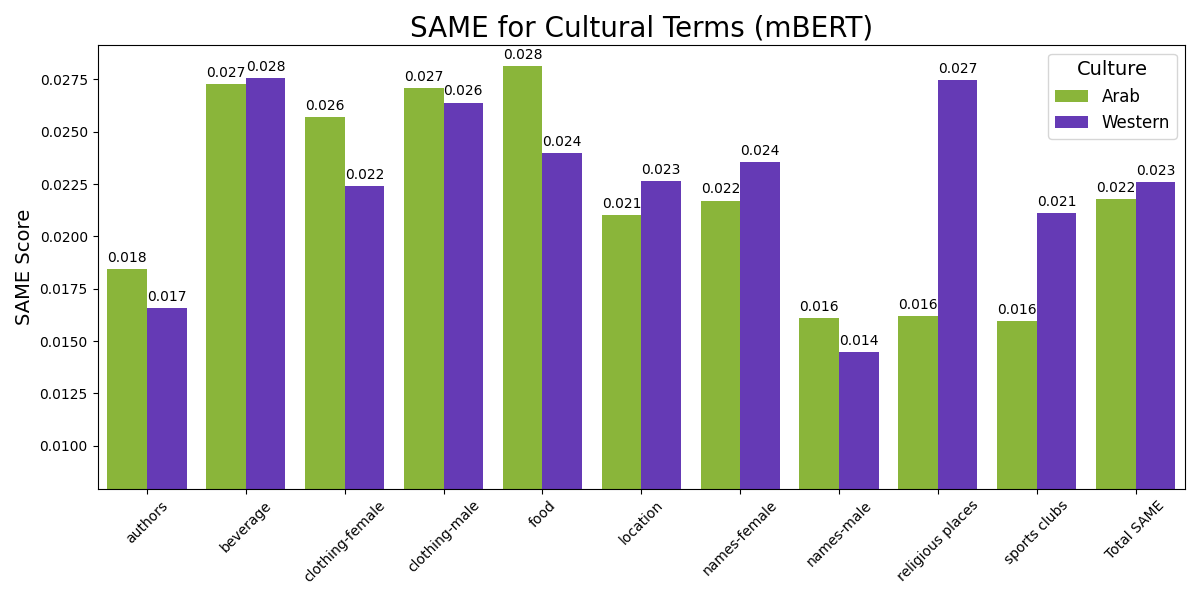 SAME for Cultural Terms (mBERT)
Culture
Arab
Western
SAME Score
0.0275
0.0250
0.0225
0.0200
0.0175
0.0150
0.0125
0.0100
0.018
0.017
0.027
0.028
0.026
0.022
0.027
0.026
0.028
0.024
0.021
0.023
0.022
0.024
0.016
0.014
0.016
0.027
0.016
0.021
0.022
0.023
authors
beverage
clothing-female
clothing-male
food
location
names-female
names-male
religious places
sports clubs
Total SAME